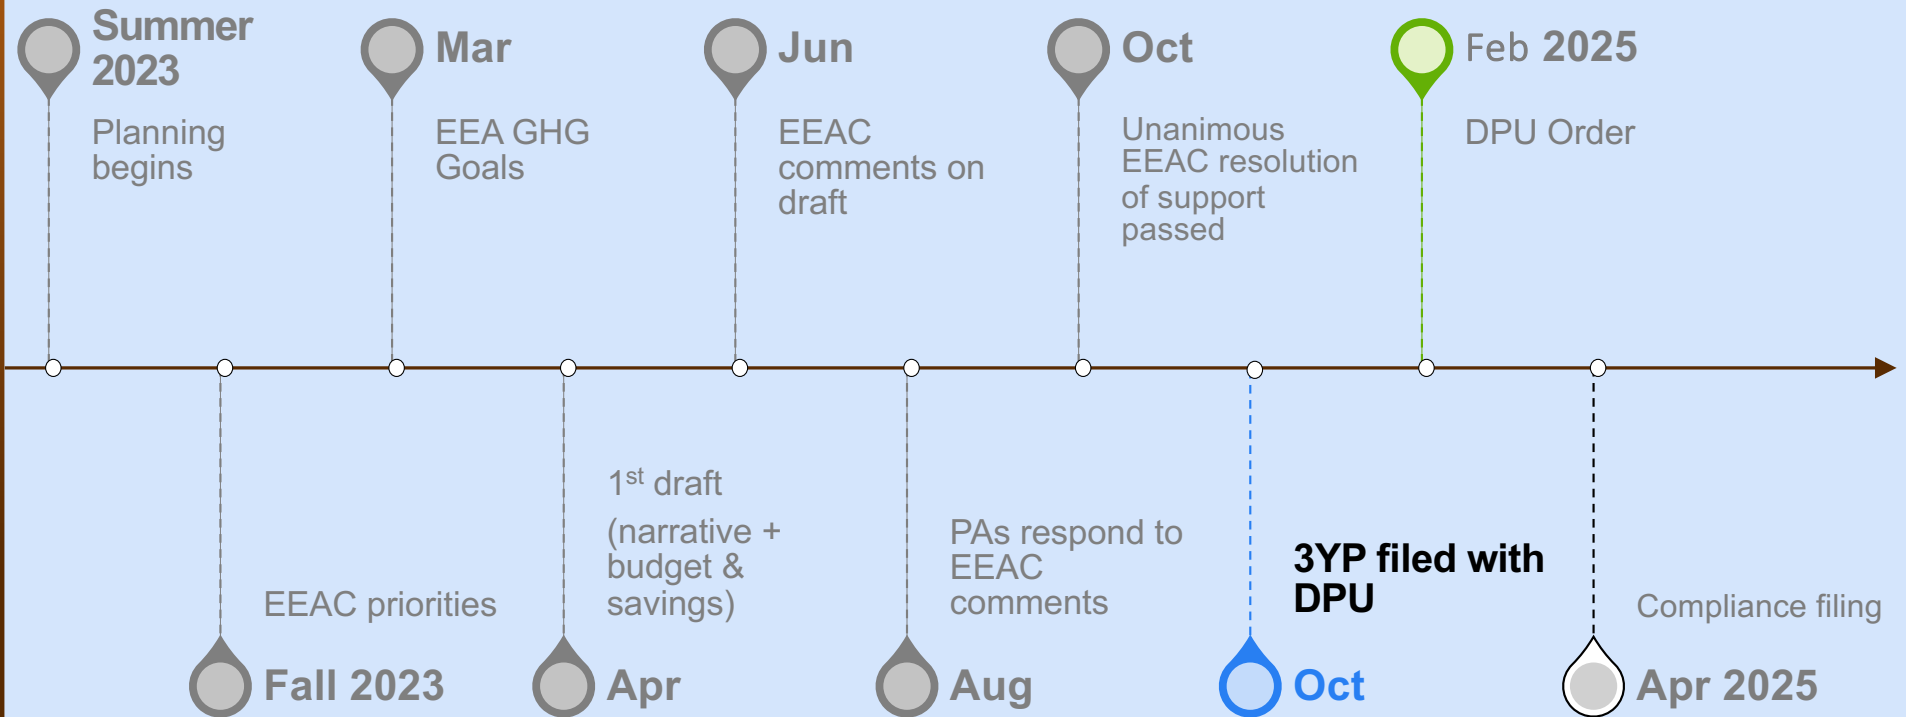 Summer
2023
Planning
begins
Mar
EEA GHG
Goals
Jun
EEAC
comments on
draft
Oct
Unanimous
EEAC resolution
of support
passed
Feb 2025
DPU Order
EEAC priorities
Fall 2023
1st draft
(narrative +
budget &
savings)
Apr
PAs respond to
EEAC
comments
Aug
3YP filed with
DPU
Oct
Compliance filing
Apr 2025